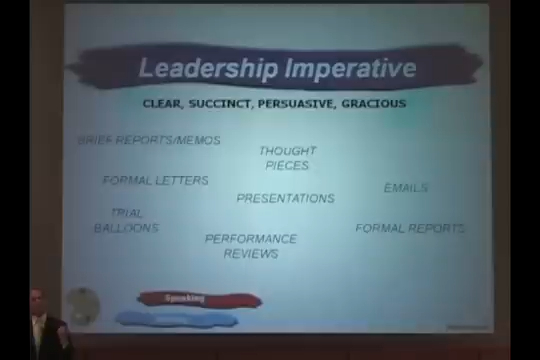 Leadership Imperative
CLEAR, SUCCINCT, PERSUASIVE, GRACIOUS
BRIEF REPORTS/MEMOS
THOUGHT
PIECES
FORMAL LETTERS
EMAILS
PRESENTATIONS
TRIAL
BALLOONS
FORMAL REPORTS
PERFORMANCE
REVIEWS
Speaking